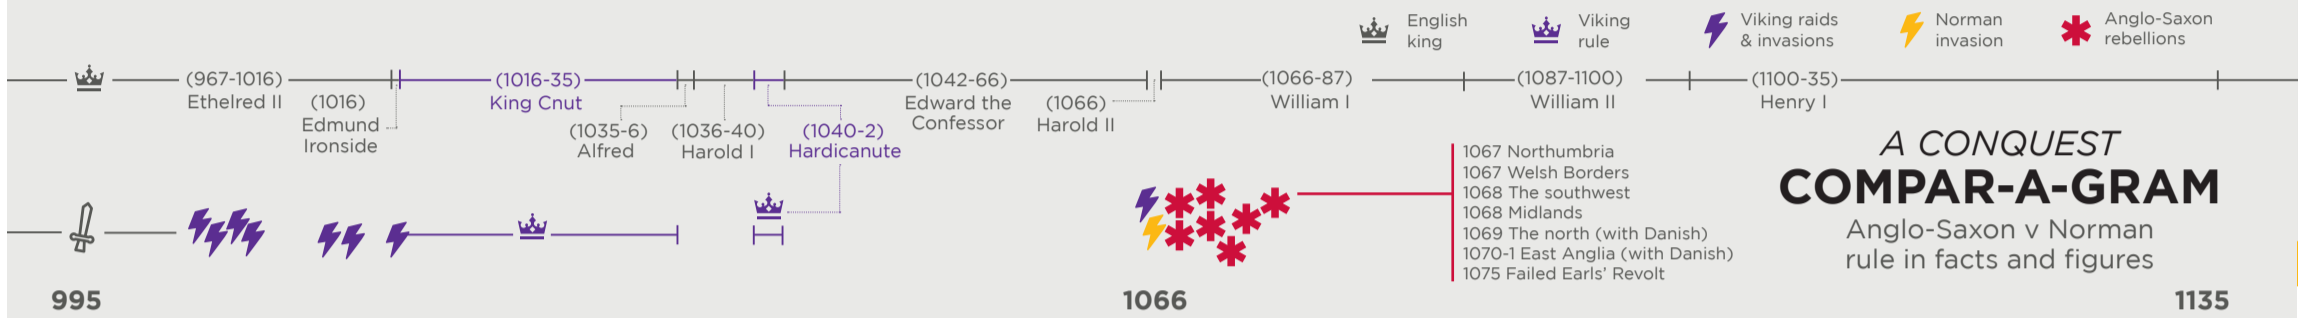 English
king
Viking
rule
Viking raids
& invasions
Norman
invasion
Anglo-Saxon
rebellions
(967-1016)
Ethelred II
(1016)
Edmund
Ironside
(1016-35)
King Cnut
(1035-6)
Alfred
(1036-40)
Harold I
(1040-2)
Hardicanute
(1042-66)
Edward the
Confessor
(1066)
Harold II
(1066-87)
William I
(1087-1100)
William II
(1100-35)
Henry I
1067 Northumbria
1067 Welsh Borders
1068 The southwest
1068 Midlands
1069 The north (with Danish)
1070-1 East Anglia (with Danish)
1075 Failed Earls’ Revolt
A CONQUEST
COMPAR-A-GRAM
Anglo-Saxon v Norman
rule in facts and figures
995
1066
1135